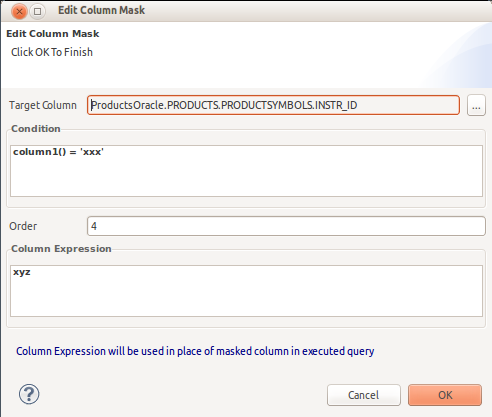 Edit Column Mask
Edit Column Mask
Click OK To Finish
Target Column ProductsOracle.PRODUCTS.PRODUCTSYMBOLS.INSTR_ID ...
Condition
column1() = 'xxx'
Order 4
Column Expression
xyz
Column Expression will be used in place of masked column in executed query
? Cancel OK